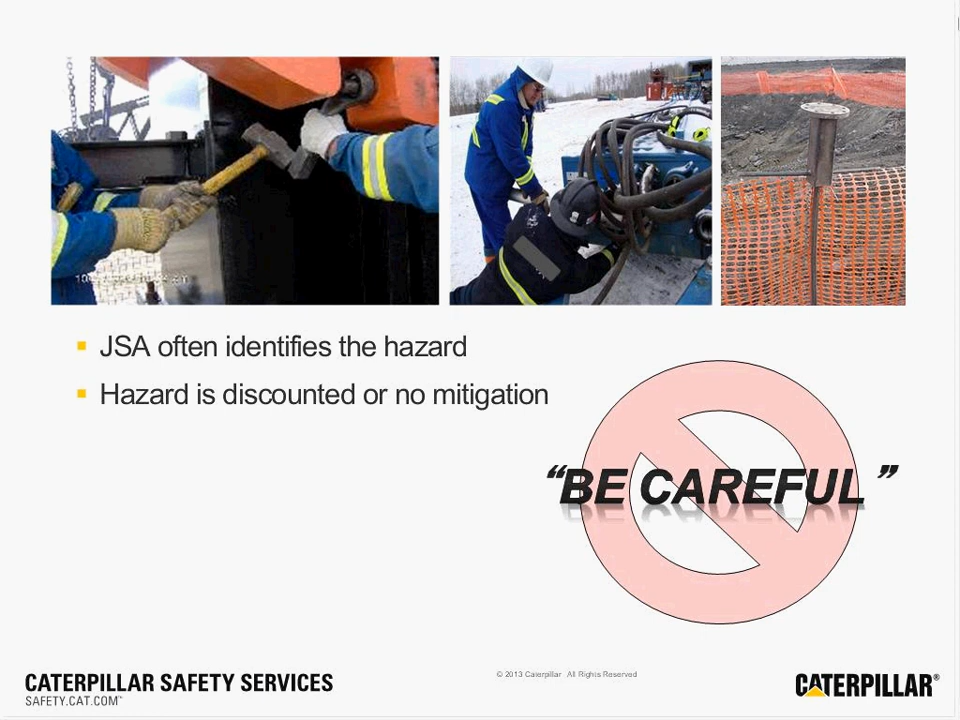 JSA often identifies the hazard
Hazard is discounted or no mitigation
“BE CAREFUL”
© 2013 Caterpillar All Rights Reserved
CATERPILLAR SAFETY SERVICES
SAFETY.CAT.COM™
CATERPILLAR®